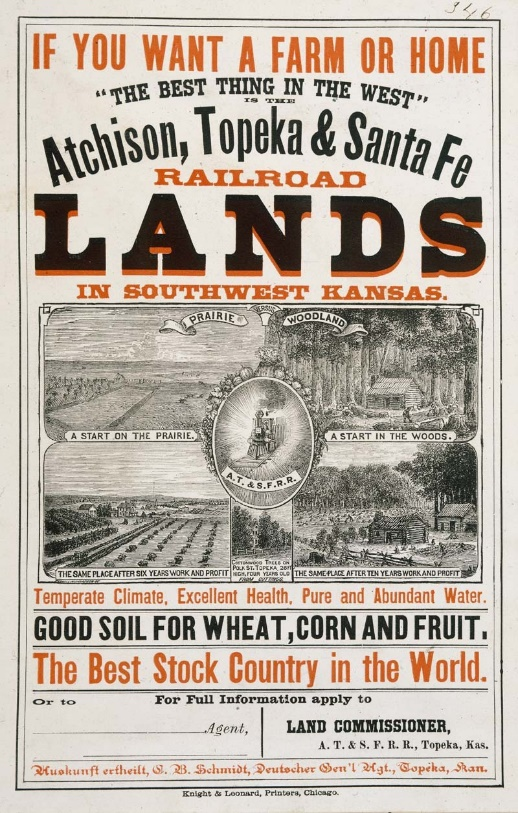 346
IF YOU WANT A FARM OR HOME
"THE BEST THING IN THE WEST"
IS THE
Atchison, Topeka & Santa Fe
RAILROAD
LANDS
IN SOUTHWEST KANSAS.
PRAIRIE VERSUS WOODLAND
A START ON THE PRAIRIE.
A START IN THE WOODS.
A.T. & S.F.R.R.
THE SAME PLACE AFTER SIX YEARS WORK AND PROFIT
COTTONWOOD TREES ON
POLK ST. TOPEKA, 26FT
HIGH, FOUR YEARS OLD
FROM CUTTINGS.
THE SAME PLACE AFTER TEN YEARS WORK AND PROFIT
Temperate Climate, Excellent Health, Pure and Abundant Water.
GOOD SOIL FOR WHEAT, CORN AND FRUIT.
The Best Stock Country in the World.
For Full Information apply to
Or to
Agent,
LAND COMMISSIONER,
A. T. & S. F. R. R., Topeka, Kas.
Auskunft ertheilt, C. B. Schmidt, Deutscher Gen'l Agt., Topeka, Kan.
Knight & Leonard, Printers, Chicago.